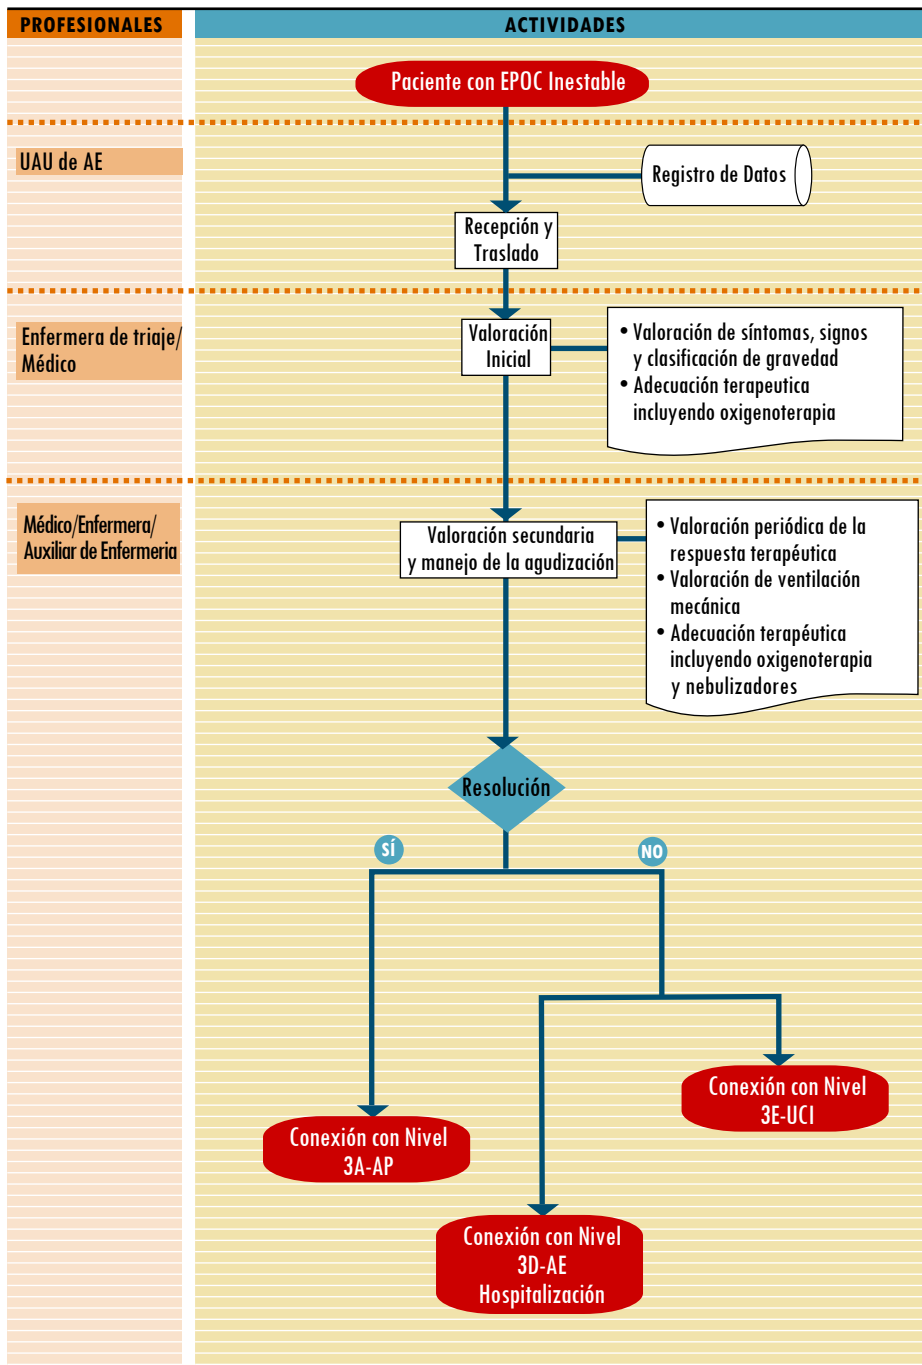 PROFESIONALES
ACTIVIDADES
Paciente con EPOC Inestable
UAU de AE
Registro de Datos
Recepción y
Traslado
Enfermera de triaje/
Médico
Valoración
Inicial
• Valoración de síntomas, signos
y clasificación de gravedad
• Adecuación terapeutica
incluyendo oxigenoterapia
Médico/Enfermera/
Auxiliar de Enfermeria
Valoración secundaria
y manejo de la agudización
• Valoración periódica de la
respuesta terapéutica
• Valoración de ventilación
mecánica
• Adecuación terapéutica
incluyendo oxigenoterapia
y nebulizadores
Resolución
SÍ
NO
Conexión con Nivel
3E-UCI
Conexión con Nivel
3A-AP
Conexión con Nivel
3D-AE
Hospitalización